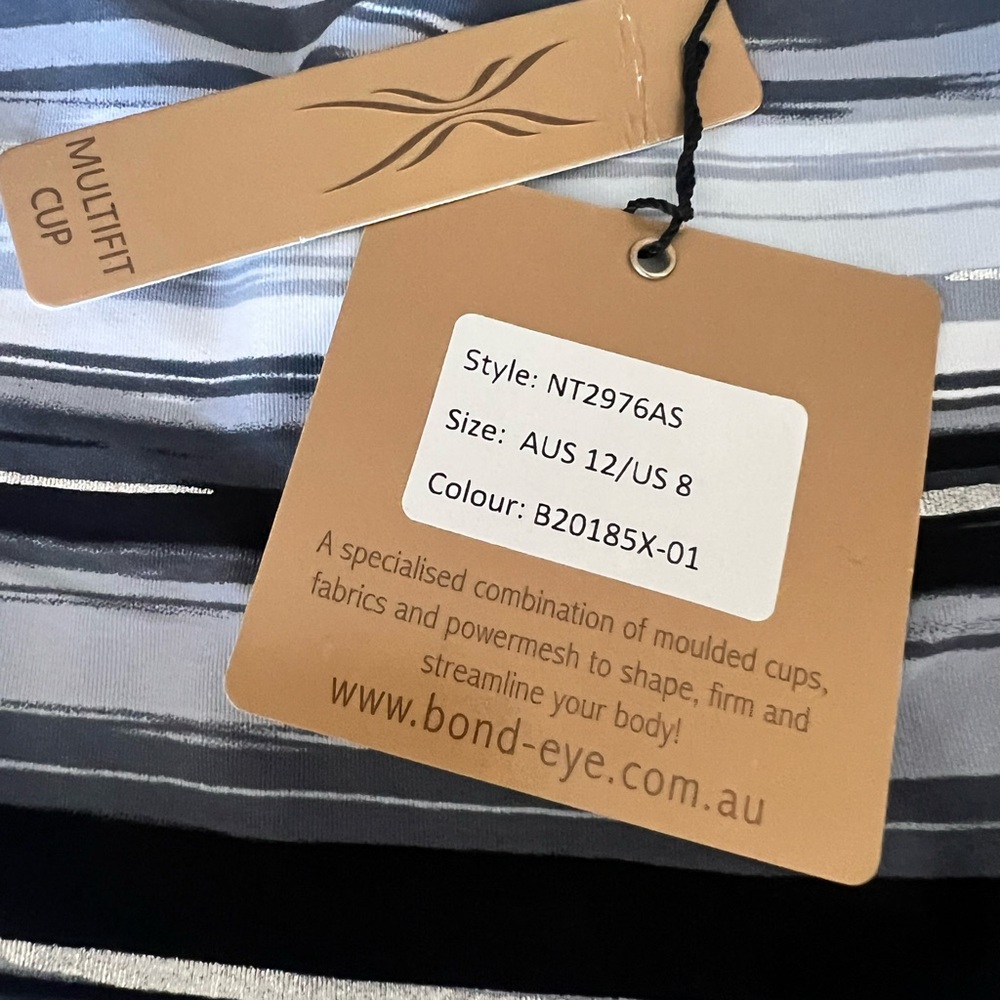 MULTIFIT
CUP
Style: NT2976AS
Size: AUS 12/US 8
Colour: B20185X-01
A specialised combination of moulded cups,
fabrics and powermesh to shape, firm and
streamline your body!
www.bond-eye.com.au